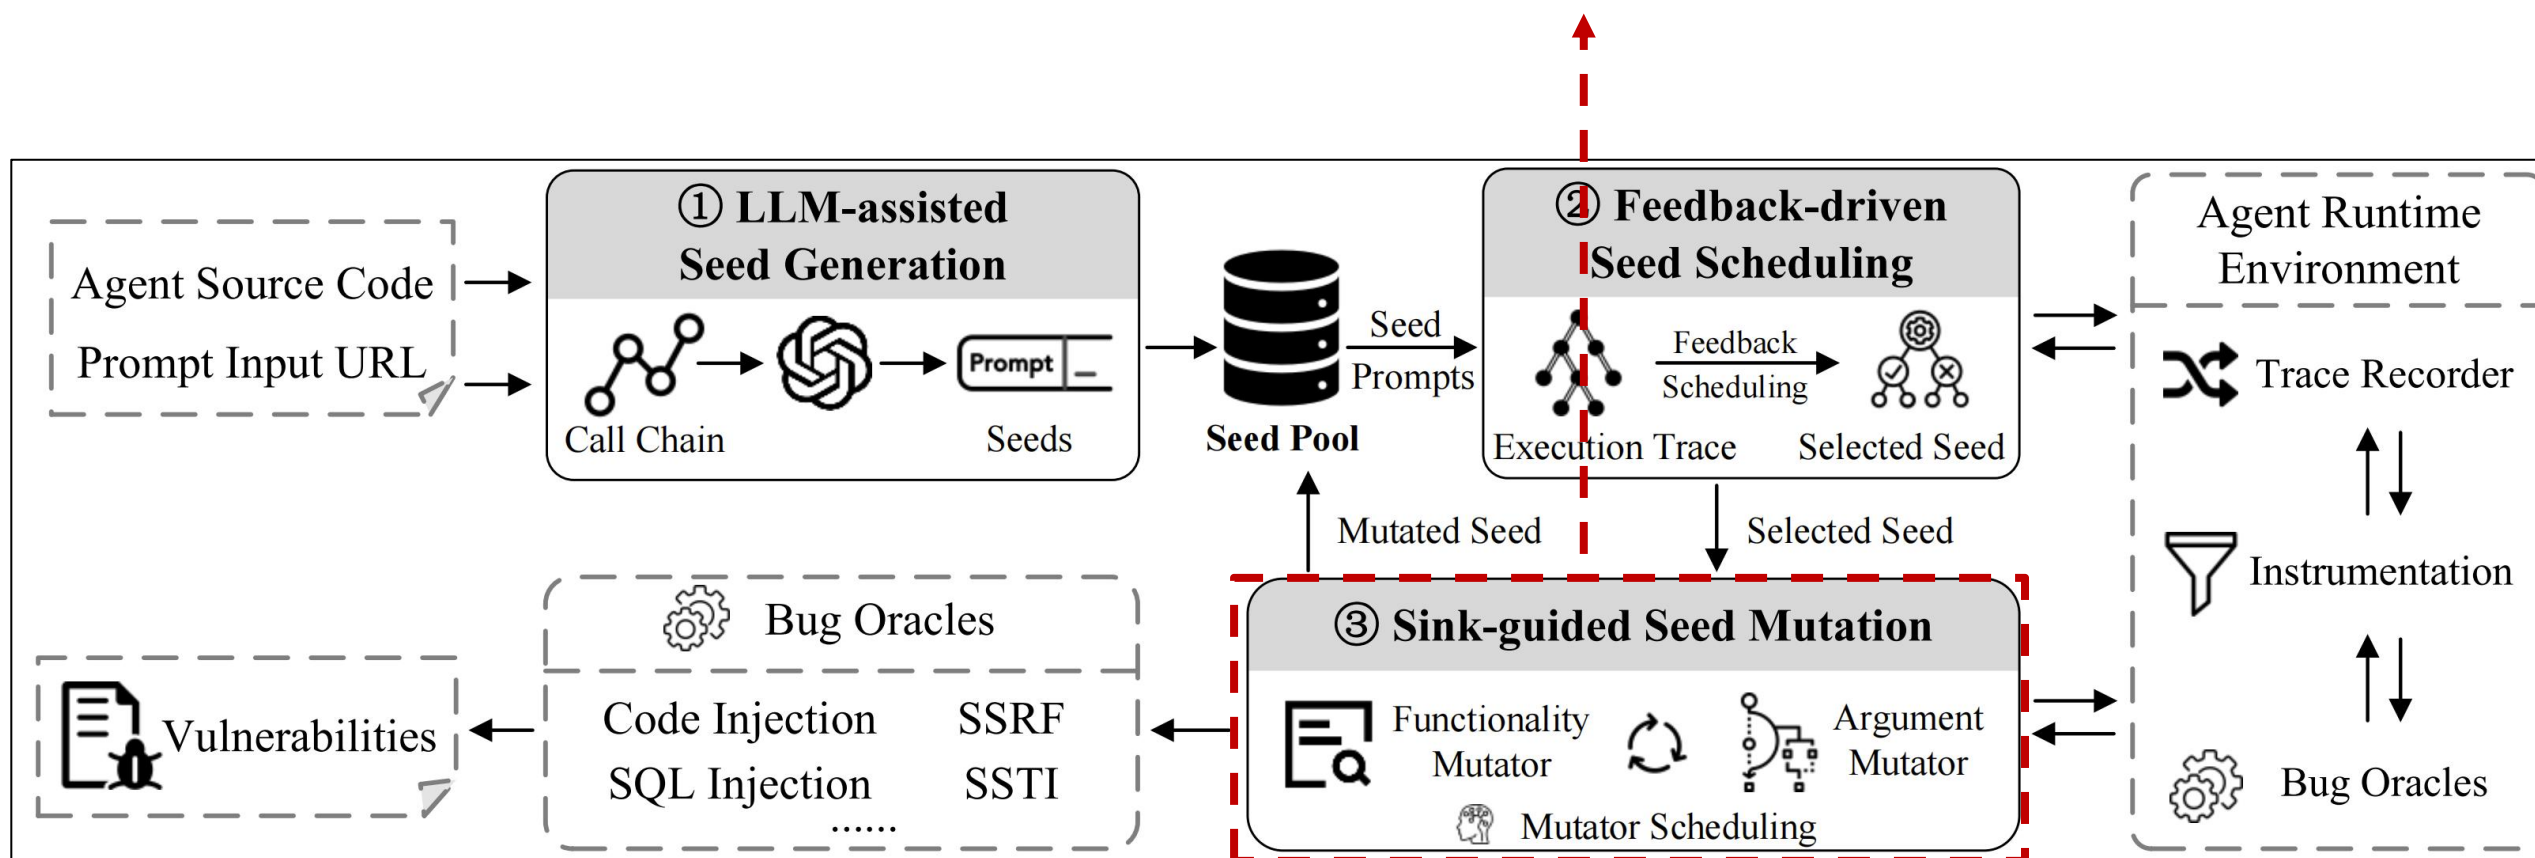 Agent Source Code
Prompt Input URL
① LLM-assisted
Seed Generation
Prompt
Call Chain
Seeds
Seed Pool
Seed
Prompts
② Feedback-driven
Seed Scheduling
Feedback
Scheduling
Execution Trace
Selected Seed
Agent Runtime
Environment
Trace Recorder
Instrumentation
Bug Oracles
Mutated Seed
Selected Seed
③ Sink-guided Seed Mutation
Functionality
Mutator
Argument
Mutator
Mutator Scheduling
Bug Oracles
Code Injection
SSRF
SQL Injection
SSTI
......
Vulnerabilities